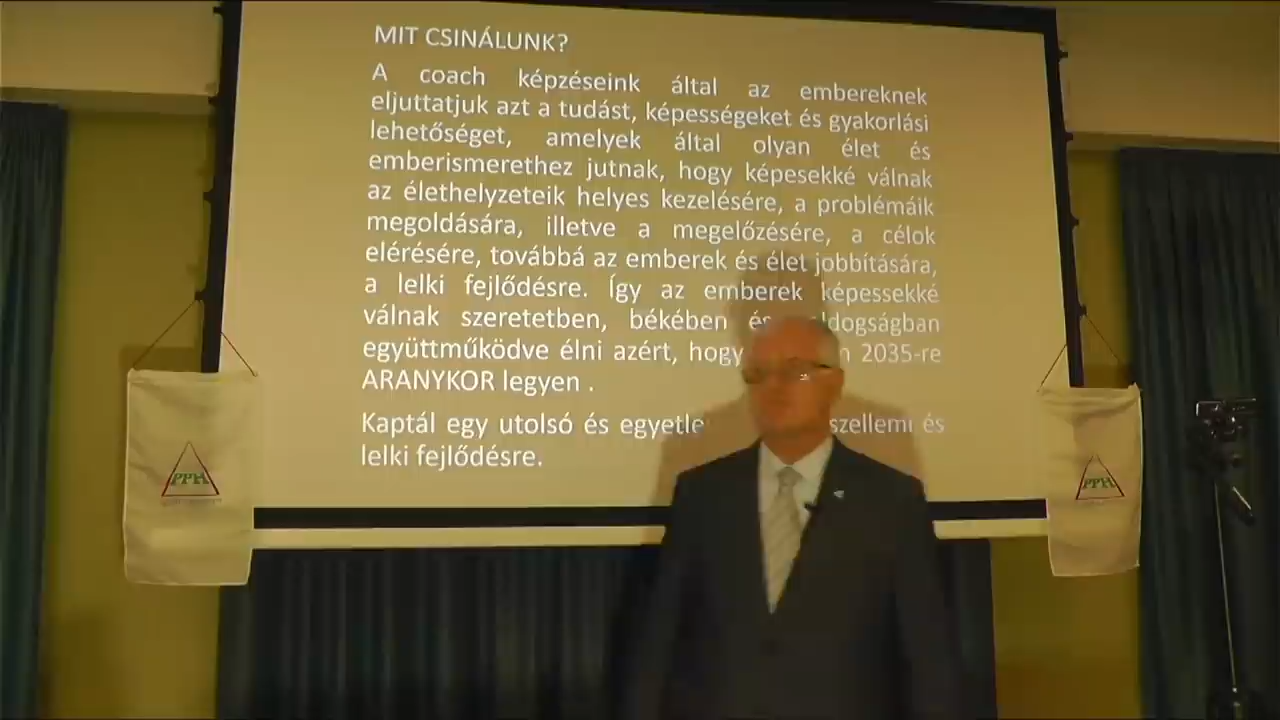 MIT CSINÁLUNK?
A coach képzéseink által az embereknek
eljuttatjuk azt a tudást, képességeket és gyakorlási
lehetőséget, amelyek által olyan élet és
emberismerethez jutnak, hogy képesekké válnak
az élethelyzeteik helyes kezelésére, a problémáik
megoldására, illetve a megelőzésére, a célok
elérésére, továbbá az emberek és élet jobbítására,
a lelki fejlődésre. Így az emberek képessekké
válnak szeretetben, békében és
együttműködve élni azért, hogy 2035-re
ARANYKOR legyen .
Kaptál egy utolsó és szellemi és
lelki fejlődésre.
PPH
PPH